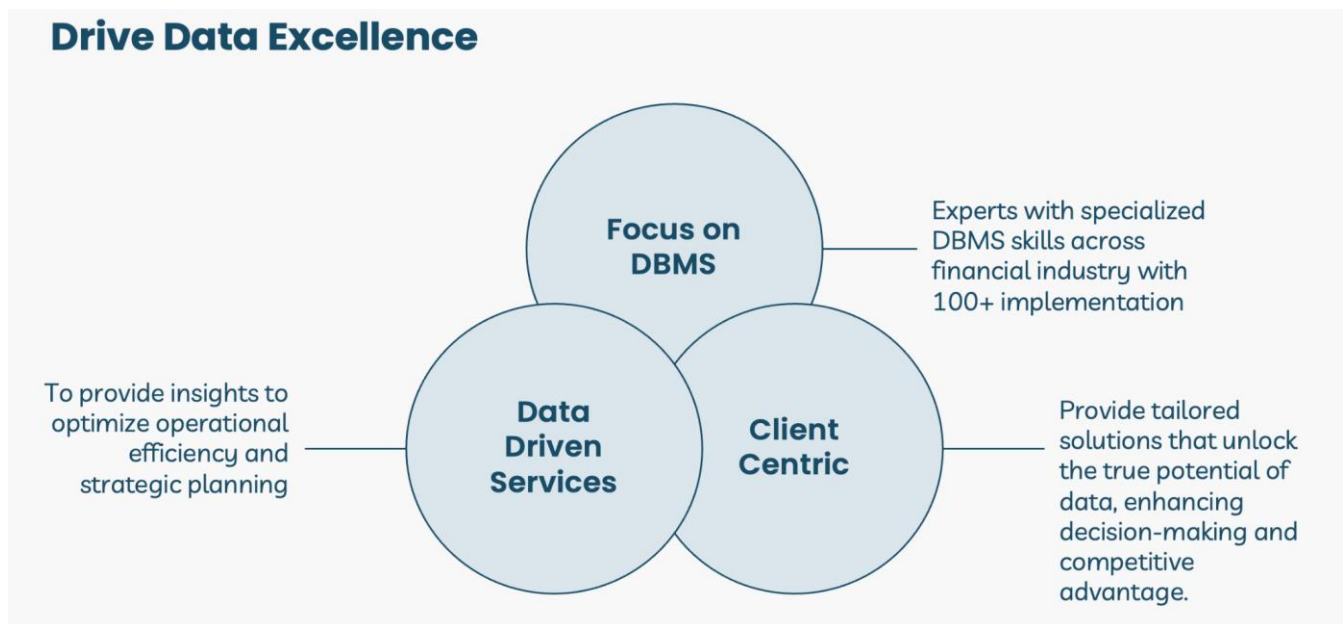 Drive Data Excellence
Focus on
DBMS
Experts with specialized
DBMS skills across
financial industry with
100+ implementation
To provide insights to
optimize operational
efficiency and
strategic planning
Data
Driven
Services
Client
Centric
Provide tailored
solutions that unlock
the true potential of
data, enhancing
decision-making and
competitive
advantage.